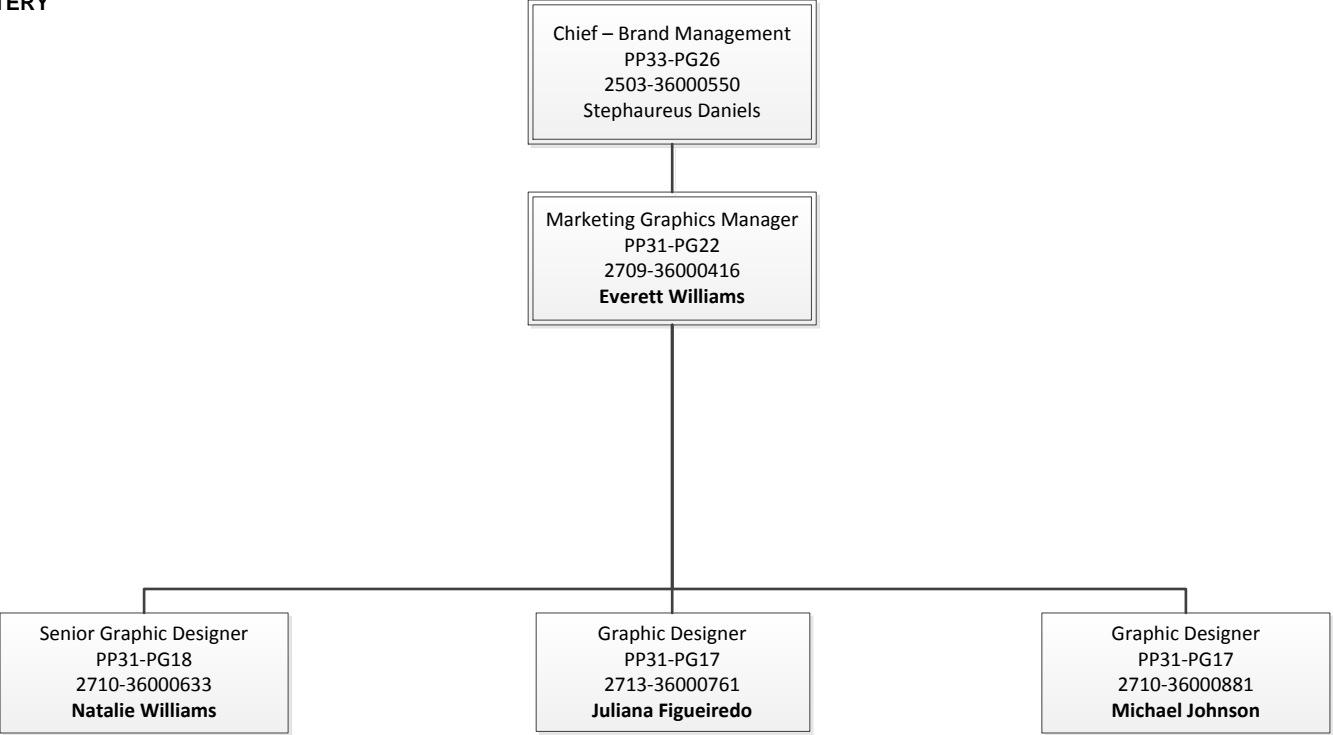 Chief – Brand Management
PP33-PG26
2503-36000550
Stephaureus Daniels
Marketing Graphics Manager
PP31-PG22
2709-36000416
Everett Williams
Senior Graphic Designer
PP31-PG18
2710-36000633
Natalie Williams
Graphic Designer
PP31-PG17
2713-36000761
Juliana Figueiredo
Graphic Designer
PP31-PG17
2710-36000881
Michael Johnson